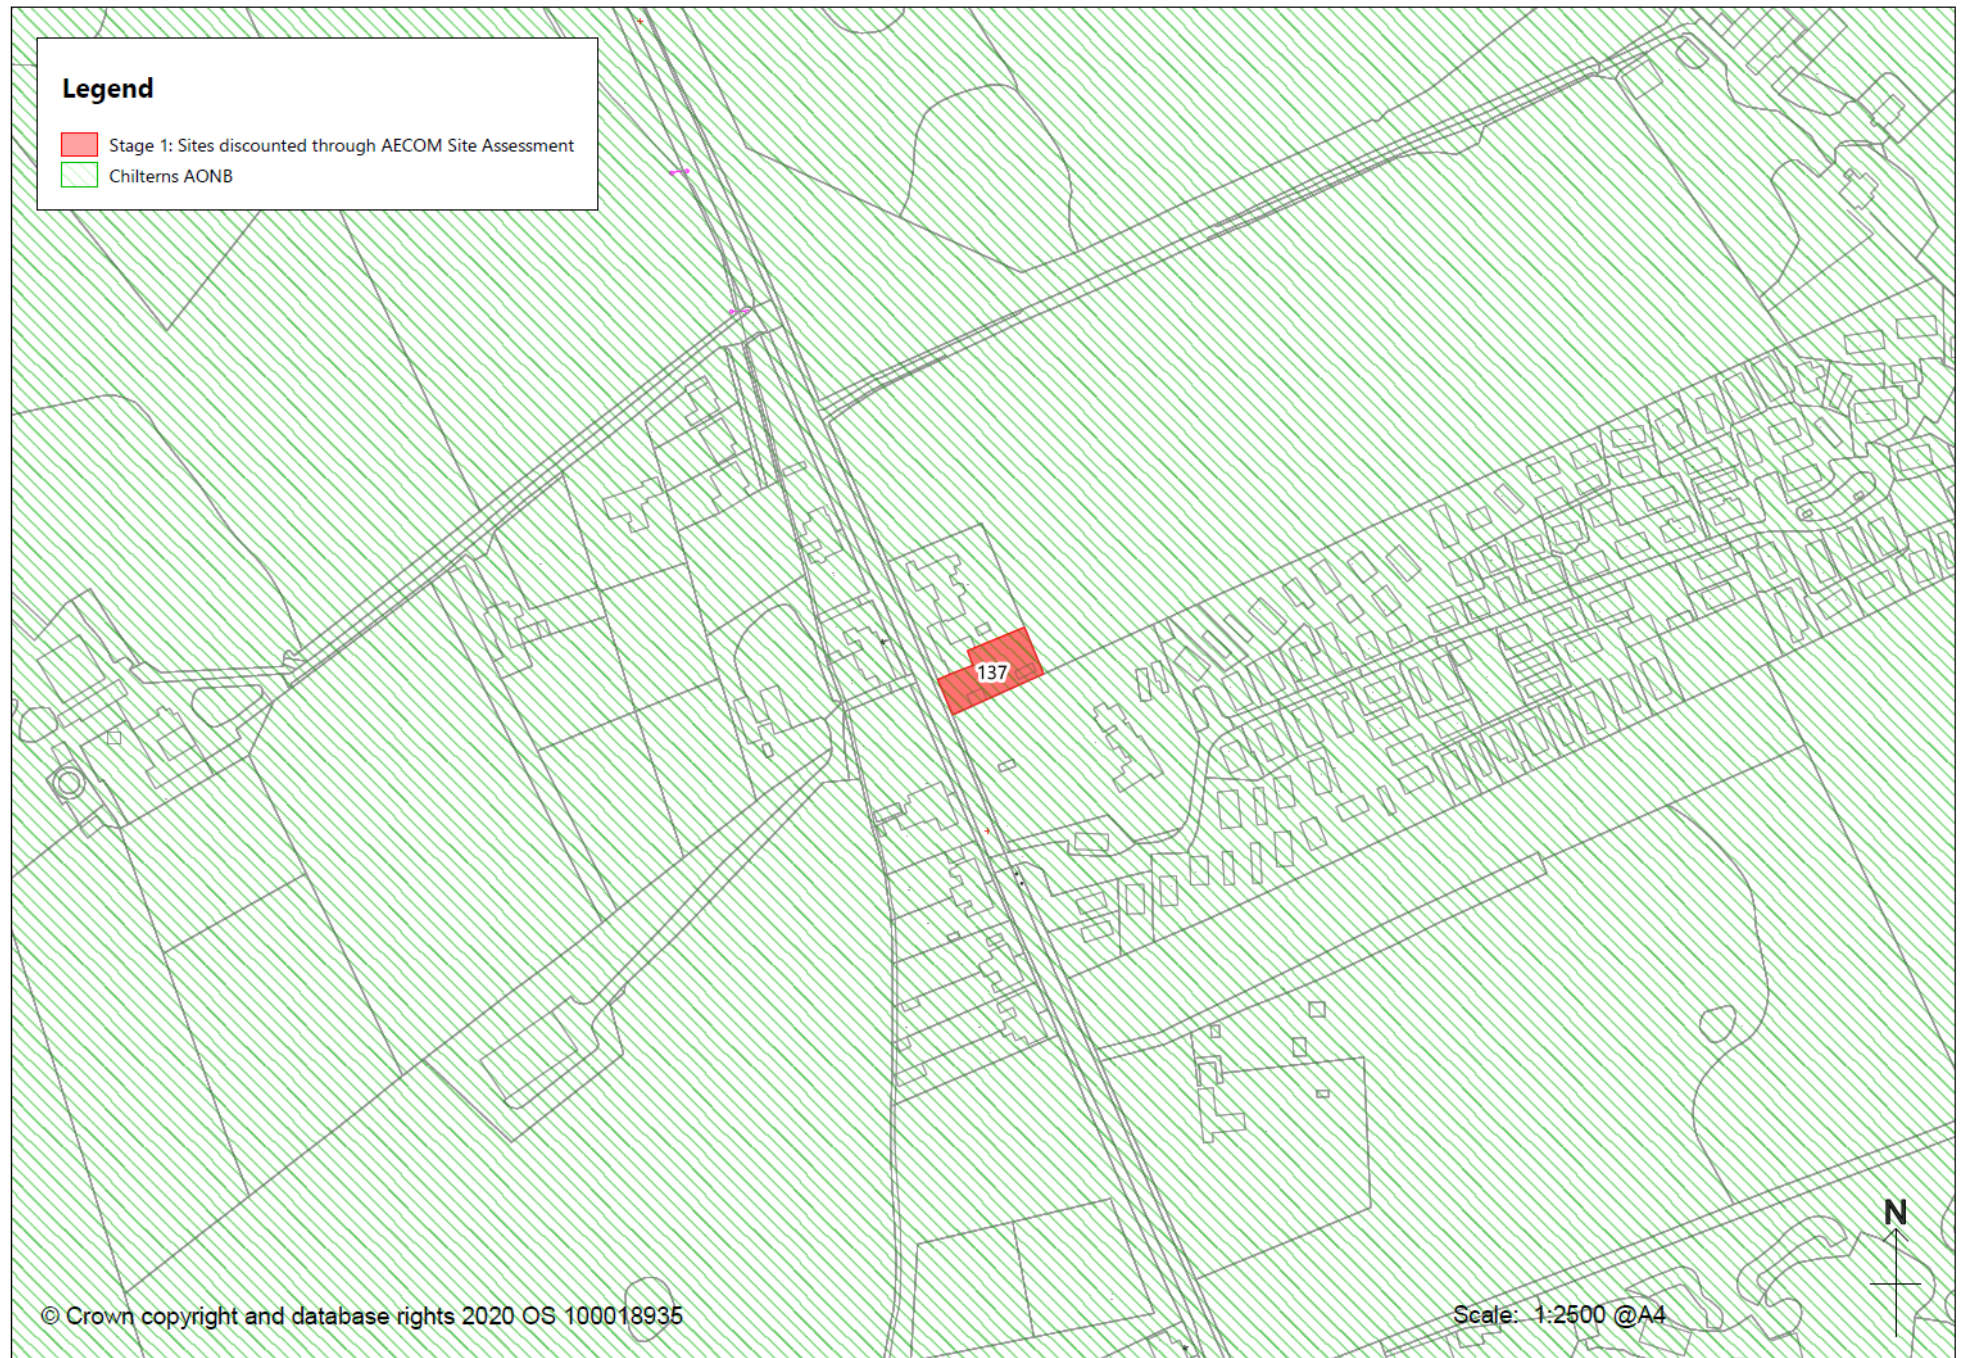 Legend
Stage 1: Sites discounted through AECOM Site Assessment
Chilterns AONB
137
N
© Crown copyright and database rights 2020 OS 100018935
Scale: 1:2500 @A4